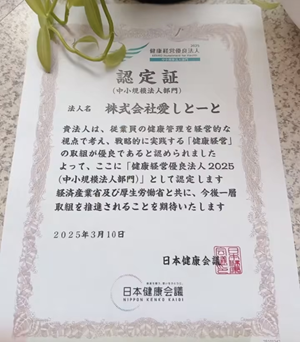 健康経営優良法人
認定証
(中小規模法人部門)
法人名 株式会社愛しとーと
貴法人は、従業員の健康管理を経営的な
視点で考え、戦略的に実践する「健康経営」
の取組が優良であると認められました
よって、ここに「健康経営優良法人2025
(中小規模法人部門)」として認定します
経済産業省及び厚生労働省と共に、今後一層
取組を推進されることを期待いたします
2025年3月10日
日本健康会議
日本健康会議
NIPPON KENKO KAIGI